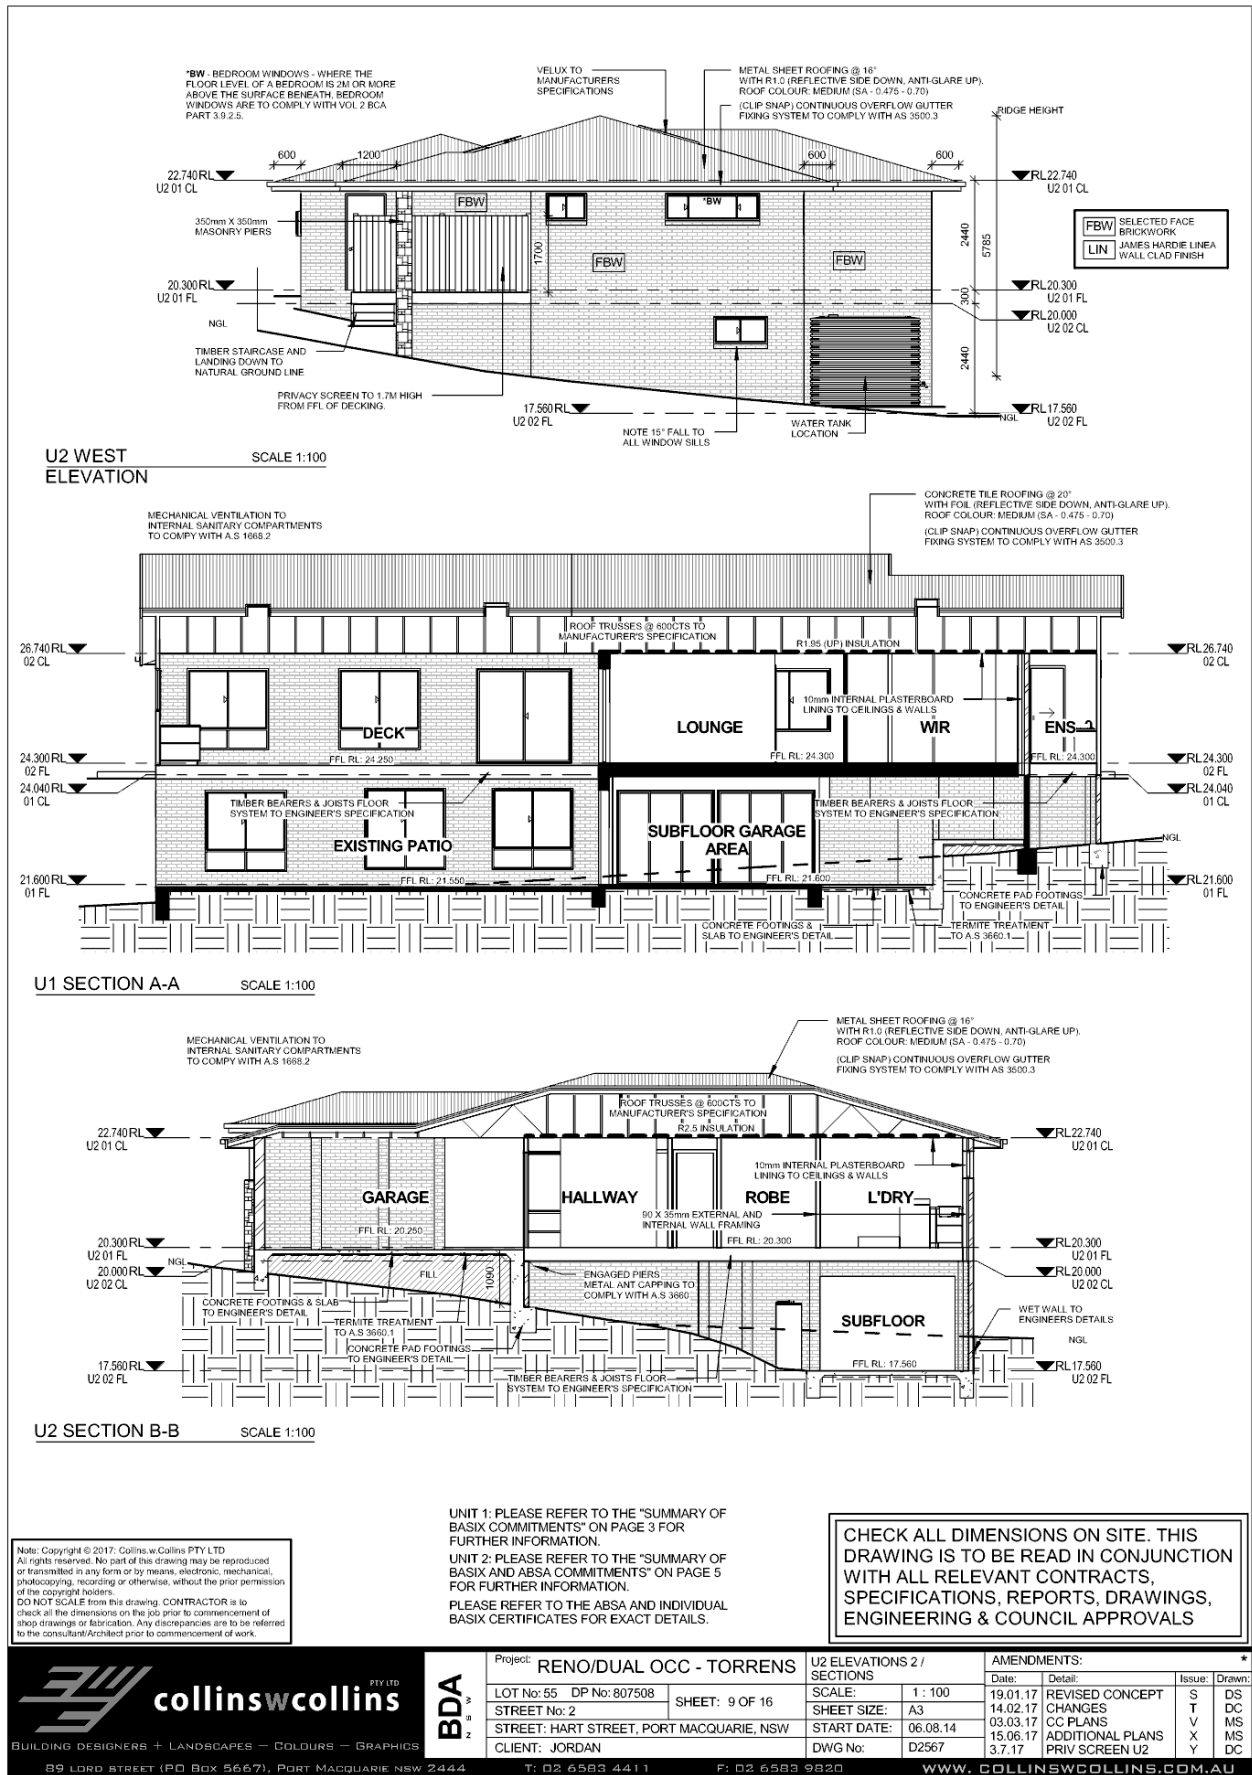 *BW - BEDROOM WINDOWS - WHERE THE
FLOOR LEVEL OF A BEDROOM IS 2M OR MORE
ABOVE THE SURFACE BENEATH, BEDROOM
WINDOWS ARE TO COMPLY WITH VOL 2 BCA
PART 3.9.2.5.
VELUX TO
MANUFACTURERS
SPECIFICATIONS
METAL SHEET ROOFING @ 16°
WITH R1.0 (REFLECTIVE SIDE DOWN, ANTI-GLARE UP).
ROOF COLOUR: MEDIUM (SA - 0.475 - 0.70)
(CLIP SNAP) CONTINUOUS OVERFLOW GUTTER
FIXING SYSTEM TO COMPLY WITH AS 3500.3
RIDGE HEIGHT
600
1200
600
600
22.740 RL
U2 01 CL
RL 22.740
U2 01 CL
350mm X 350mm
MASONRY PIERS
FBW
*BW
FBW
FBW
1700
2440
5785
300
2440
FBW SELECTED FACE
BRICKWORK
LIN JAMES HARDIE LINEA
WALL CLAD FINISH
20.300 RL
U2 01 FL
RL 20.300
U2 01 FL
RL 20.000
U2 02 CL
NGL
TIMBER STAIRCASE AND
LANDING DOWN TO
NATURAL GROUND LINE
PRIVACY SCREEN TO 1.7M HIGH
FROM FFL OF DECKING.
17.560 RL
U2 02 FL
NOTE 15° FALL TO
ALL WINDOW SILLS
WATER TANK
LOCATION
NGL
RL 17.560
U2 02 FL
U2 WEST
ELEVATION
SCALE 1:100
MECHANICAL VENTILATION TO
INTERNAL SANITARY COMPARTMENTS
TO COMPY WITH A.S 1668.2
CONCRETE TILE ROOFING @ 20°
WITH FOIL (REFLECTIVE SIDE DOWN, ANTI-GLARE UP).
ROOF COLOUR: MEDIUM (SA - 0.475 - 0.70)
(CLIP SNAP) CONTINUOUS OVERFLOW GUTTER
FIXING SYSTEM TO COMPLY WITH AS 3500.3
ROOF TRUSSES @ 600CTS TO
MANUFACTURER'S SPECIFICATION
R1.95 (UP) INSULATION
26.740 RL
02 CL
RL 26.740
02 CL
10mm INTERNAL PLASTERBOARD
LINING TO CEILINGS & WALLS
DECK
LOUNGE
WIR
ENS 2
FFL RL: 24.250
FFL RL: 24.300
FFL RL: 24.300
24.300 RL
02 FL
24.040 RL
01 CL
RL 24.300
02 FL
RL 24.040
01 CL
TIMBER BEARERS & JOISTS FLOOR
SYSTEM TO ENGINEER'S SPECIFICATION
TIMBER BEARERS & JOISTS FLOOR
SYSTEM TO ENGINEER'S SPECIFICATION
EXISTING PATIO
SUBFLOOR GARAGE
AREA
NGL
FFL RL: 21.550
FFL RL: 21.600
21.600 RL
01 FL
RL 21.600
01 FL
CONCRETE PAD FOOTINGS
TO ENGINEER'S DETAIL
CONCRETE FOOTINGS &
SLAB TO ENGINEER'S DETAIL
TERMITE TREATMENT
TO A.S 3660.1
U1 SECTION A-A
SCALE 1:100
MECHANICAL VENTILATION TO
INTERNAL SANITARY COMPARTMENTS
TO COMPY WITH A.S 1668.2
METAL SHEET ROOFING @ 16°
WITH R1.0 (REFLECTIVE SIDE DOWN, ANTI-GLARE UP).
ROOF COLOUR: MEDIUM (SA - 0.475 - 0.70)
(CLIP SNAP) CONTINUOUS OVERFLOW GUTTER
FIXING SYSTEM TO COMPLY WITH AS 3500.3
ROOF TRUSSES @ 600CTS TO
MANUFACTURER'S SPECIFICATION
R2.5 INSULATION
22.740 RL
U2 01 CL
RL 22.740
U2 01 CL
10mm INTERNAL PLASTERBOARD
LINING TO CEILINGS & WALLS
GARAGE
HALLWAY
ROBE
L'DRY
90 X 35mm EXTERNAL AND
INTERNAL WALL FRAMING
FFL RL: 20.250
FFL RL: 20.300
20.300 RL
U2 01 FL
NGL
20.000 RL
U2 02 CL
RL 20.300
U2 01 FL
RL 20.000
U2 02 CL
FILL
1090
ENGAGED PIERS
METAL ANT CAPPING TO
COMPLY WITH A.S 3660
CONCRETE FOOTINGS & SLAB
TO ENGINEER'S DETAIL
TERMITE TREATMENT
TO A.S 3660.1
CONCRETE PAD FOOTINGS
TO ENGINEER'S DETAIL
SUBFLOOR
WET WALL TO
ENGINEERS DETAILS
NGL
FFL RL: 17.560
17.560 RL
U2 02 FL
RL 17.560
U2 02 FL
TIMBER BEARERS & JOISTS FLOOR
SYSTEM TO ENGINEER'S SPECIFICATION
U2 SECTION B-B
SCALE 1:100
UNIT 1: PLEASE REFER TO THE "SUMMARY OF
BASIX COMMITMENTS" ON PAGE 3 FOR
FURTHER INFORMATION.
UNIT 2: PLEASE REFER TO THE "SUMMARY OF
BASIX AND ABSA COMMITMENTS" ON PAGE 5
FOR FURTHER INFORMATION.
PLEASE REFER TO THE ABSA AND INDIVIDUAL
BASIX CERTIFICATES FOR EXACT DETAILS.
Note: Copyright © 2017: Collins.w.Collins PTY LTD
All rights reserved. No part of this drawing may be reproduced
or transmitted in any form or by means, electronic, mechanical,
photocopying, recording or otherwise, without the prior permission
of the copyright holders.
DO NOT SCALE from this drawing. CONTRACTOR is to
check all the dimensions on the job prior to commencement of
shop drawings or fabrication. Any discrepancies are to be referred
to the consultant/Architect prior to commencement of work.
CHECK ALL DIMENSIONS ON SITE. THIS
DRAWING IS TO BE READ IN CONJUNCTION
WITH ALL RELEVANT CONTRACTS,
SPECIFICATIONS, REPORTS, DRAWINGS,
ENGINEERING & COUNCIL APPROVALS
PTY LTD
collinswcollins
BUILDING DESIGNERS + LANDSCAPES – COLOURS – GRAPHICS
BDA
NSW
Project: RENO/DUAL OCC - TORRENS
LOT No: 55 DP No: 807508
SHEET: 9 OF 16
STREET No: 2
STREET: HART STREET, PORT MACQUARIE, NSW
CLIENT: JORDAN
U2 ELEVATIONS 2 /
SECTIONS
SCALE: 1 : 100
SHEET SIZE: A3
START DATE: 06.08.14
DWG No: D2567
AMENDMENTS: *
Date: Detail: Issue: Drawn:
19.01.17 REVISED CONCEPT S DS
14.02.17 CHANGES T DC
03.03.17 CC PLANS V MS
15.06.17 ADDITIONAL PLANS X MS
3.7.17 PRIV SCREEN U2 Y DC
89 LORD STREET (PO BOX 5667), PORT MACQUARIE NSW 2444
T: 02 6583 4411
F: 02 6583 9820
WWW. COLLINSWCOLLINS.COM.AU